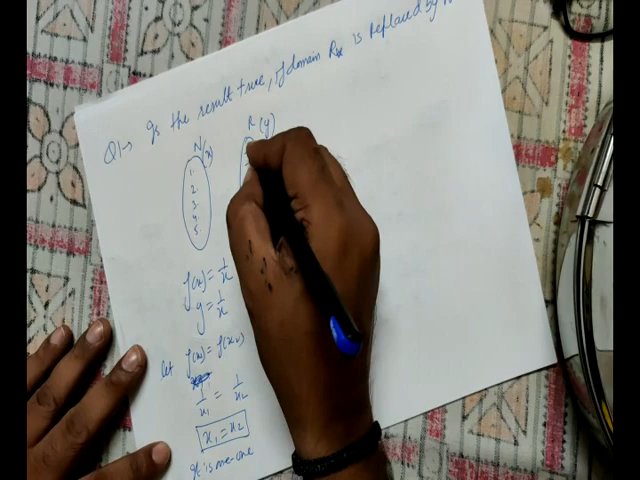 Q1→ Is the result true, if domain R* is replaced by N
N(x) R (y)
1
2
3
4
5
f(x) = 1/x
y = 1/x
let f(x1) = f(x2)
1/x1 = 1/x2
x1 = x2
It is one-one